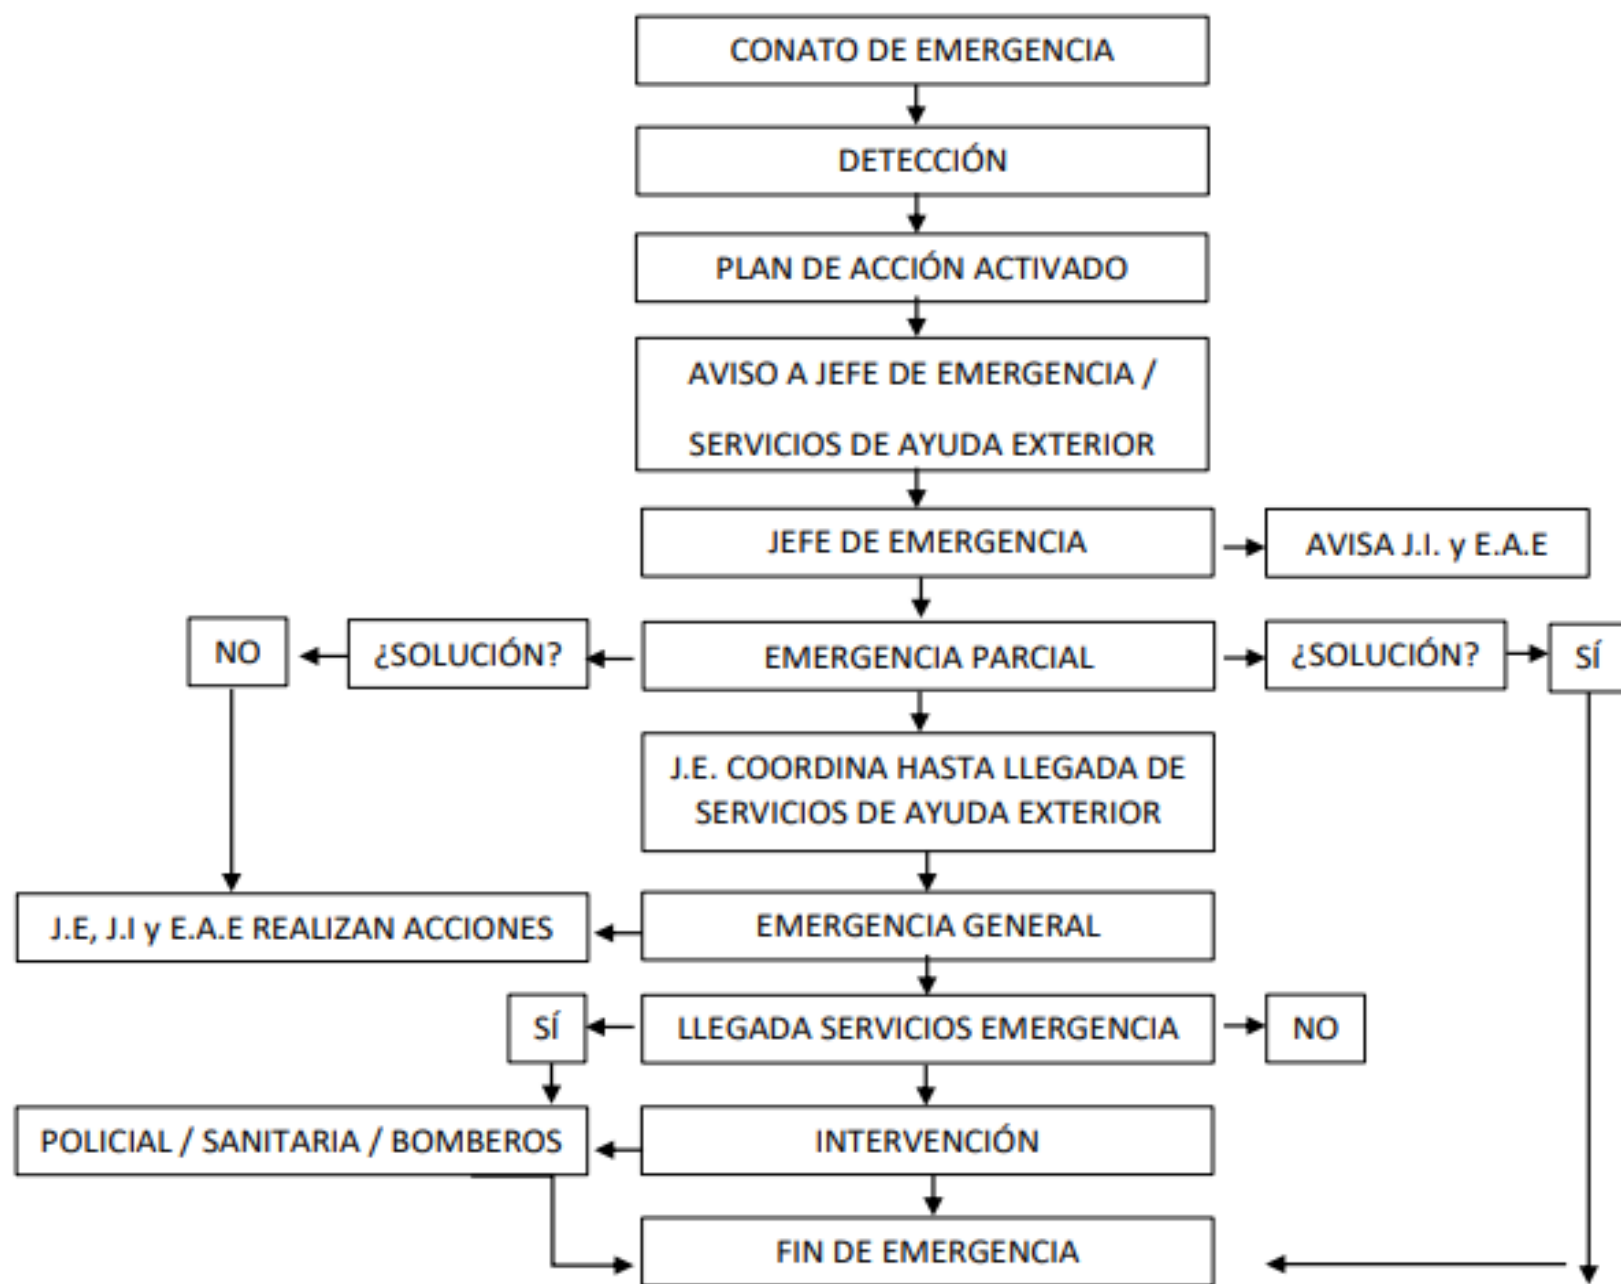 CONATO DE EMERGENCIA
DETECCIÓN
PLAN DE ACCIÓN ACTIVADO
AVISO A JEFE DE EMERGENCIA /
SERVICIOS DE AYUDA EXTERIOR
JEFE DE EMERGENCIA
AVISA J.I. y E.A.E
NO
¿SOLUCIÓN?
EMERGENCIA PARCIAL
¿SOLUCIÓN?
SÍ
J.E. COORDINA HASTA LLEGADA DE
SERVICIOS DE AYUDA EXTERIOR
J.E, J.I y E.A.E REALIZAN ACCIONES
EMERGENCIA GENERAL
SÍ
LLEGADA SERVICIOS EMERGENCIA
NO
POLICIAL / SANITARIA / BOMBEROS
INTERVENCIÓN
FIN DE EMERGENCIA